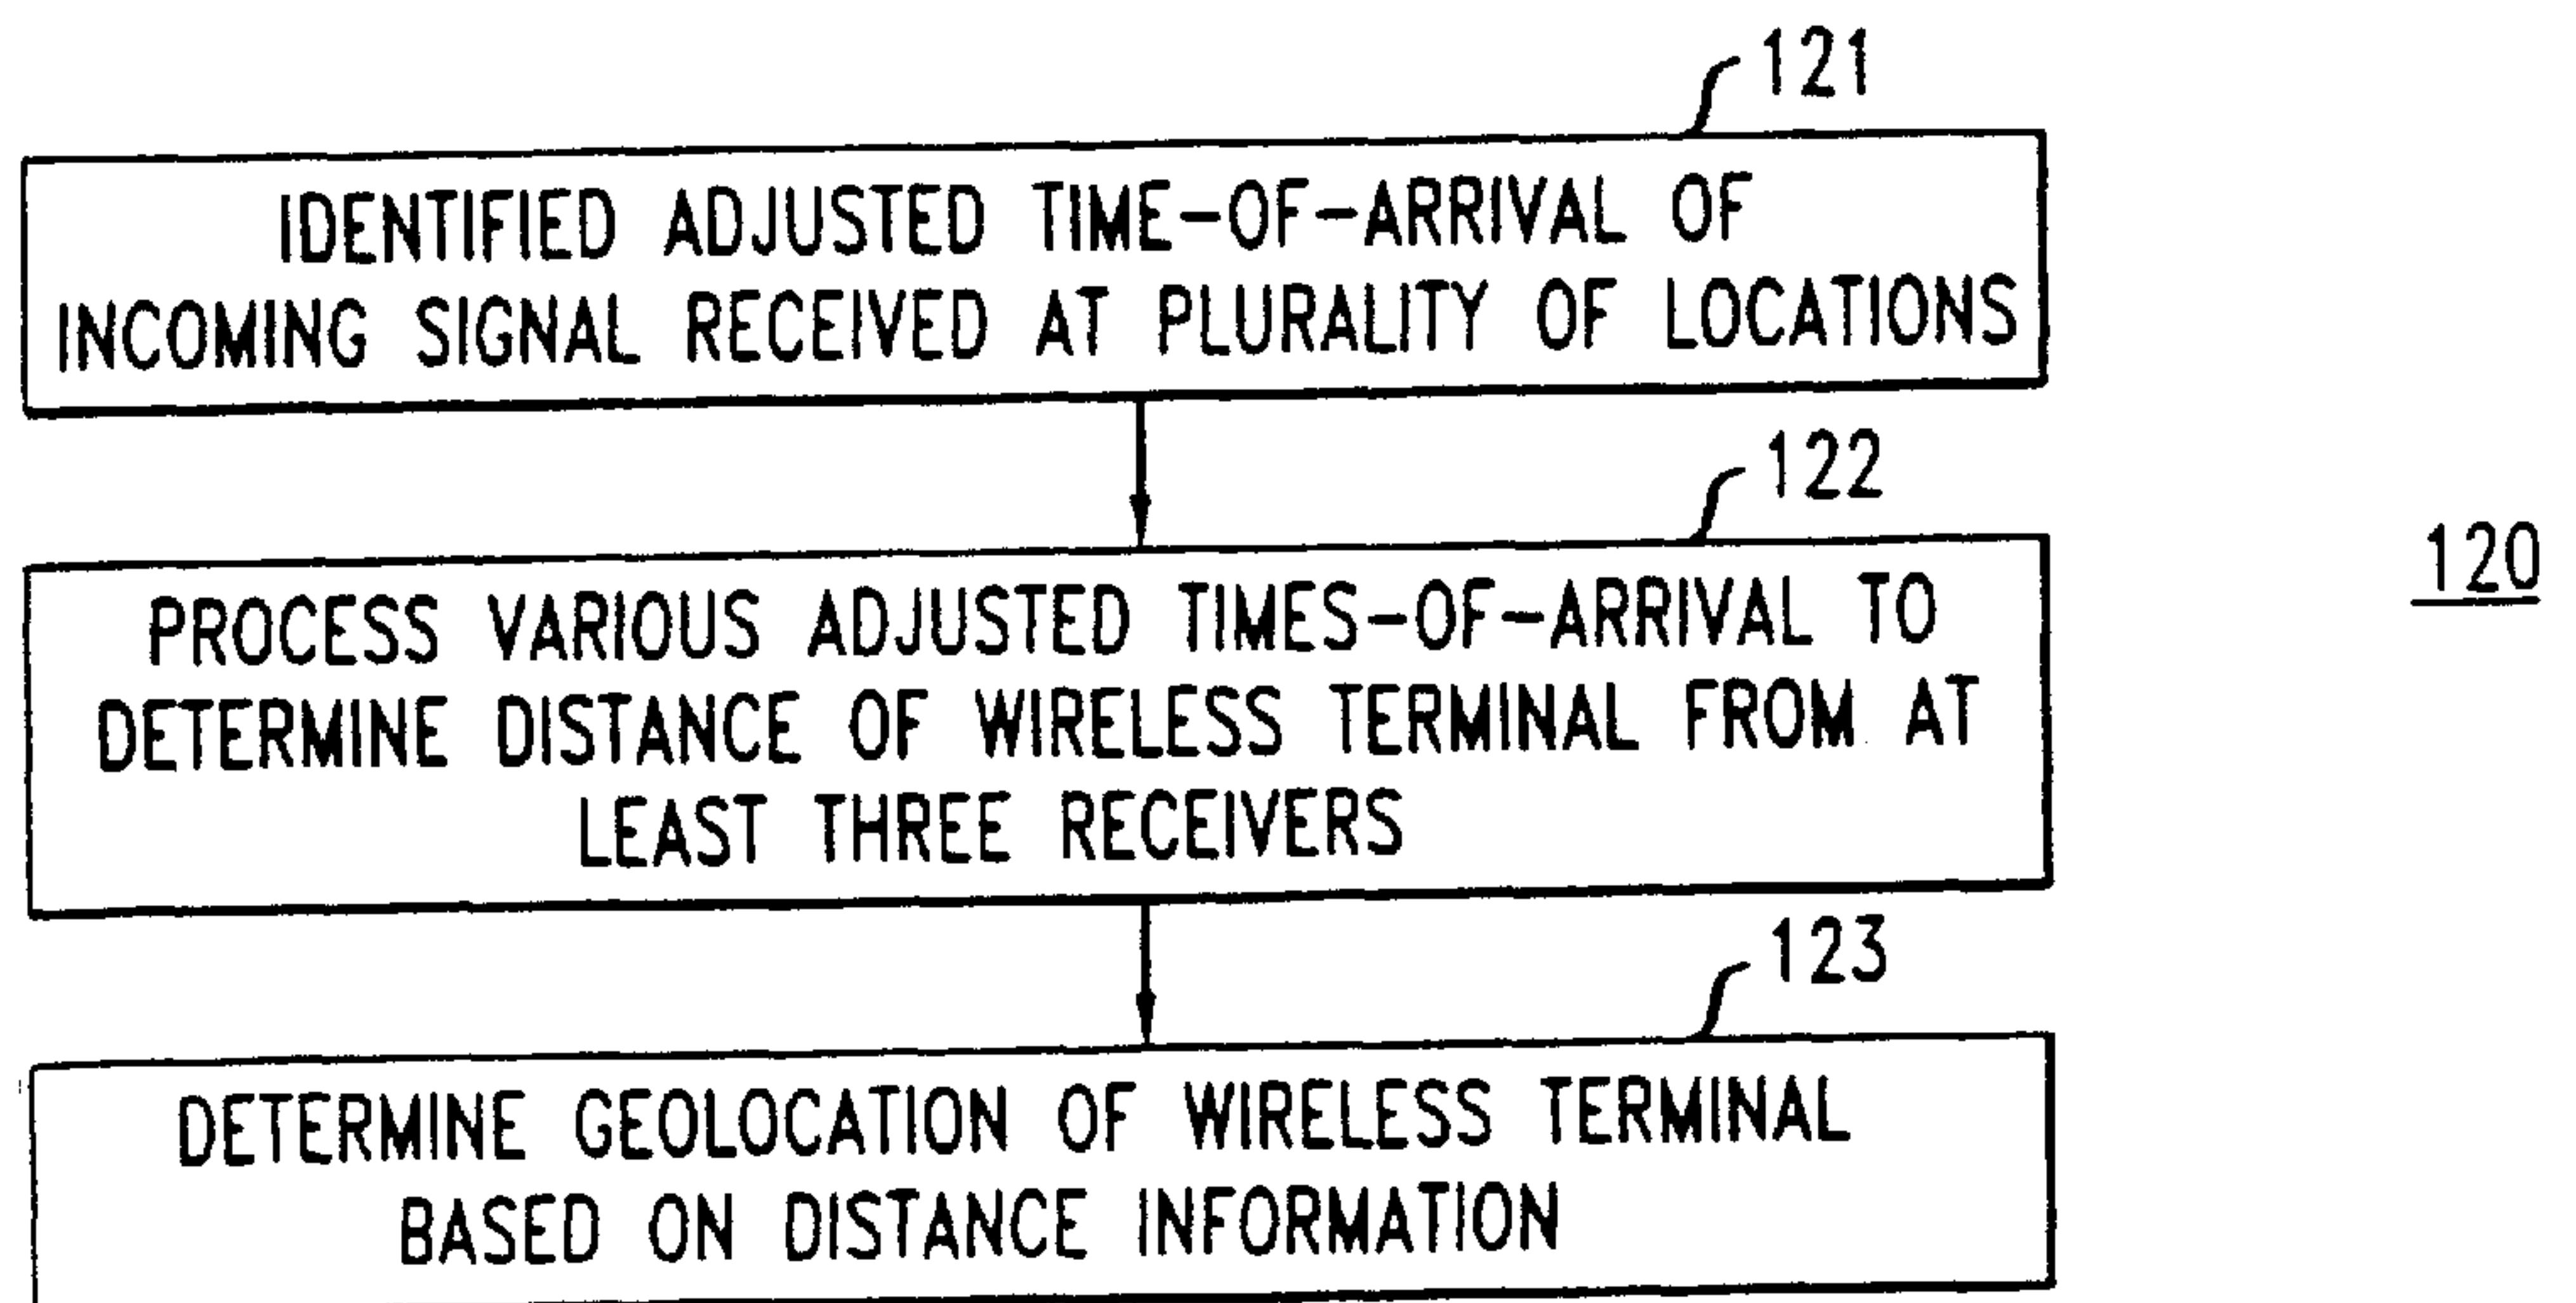 121
IDENTIFIED ADJUSTED TIME-OF-ARRIVAL OF
INCOMING SIGNAL RECEIVED AT PLURALITY OF LOCATIONS
122
120
PROCESS VARIOUS ADJUSTED TIMES-OF-ARRIVAL TO
DETERMINE DISTANCE OF WIRELESS TERMINAL FROM AT
LEAST THREE RECEIVERS
123
DETERMINE GEOLOCATION OF WIRELESS TERMINAL
BASED ON DISTANCE INFORMATION